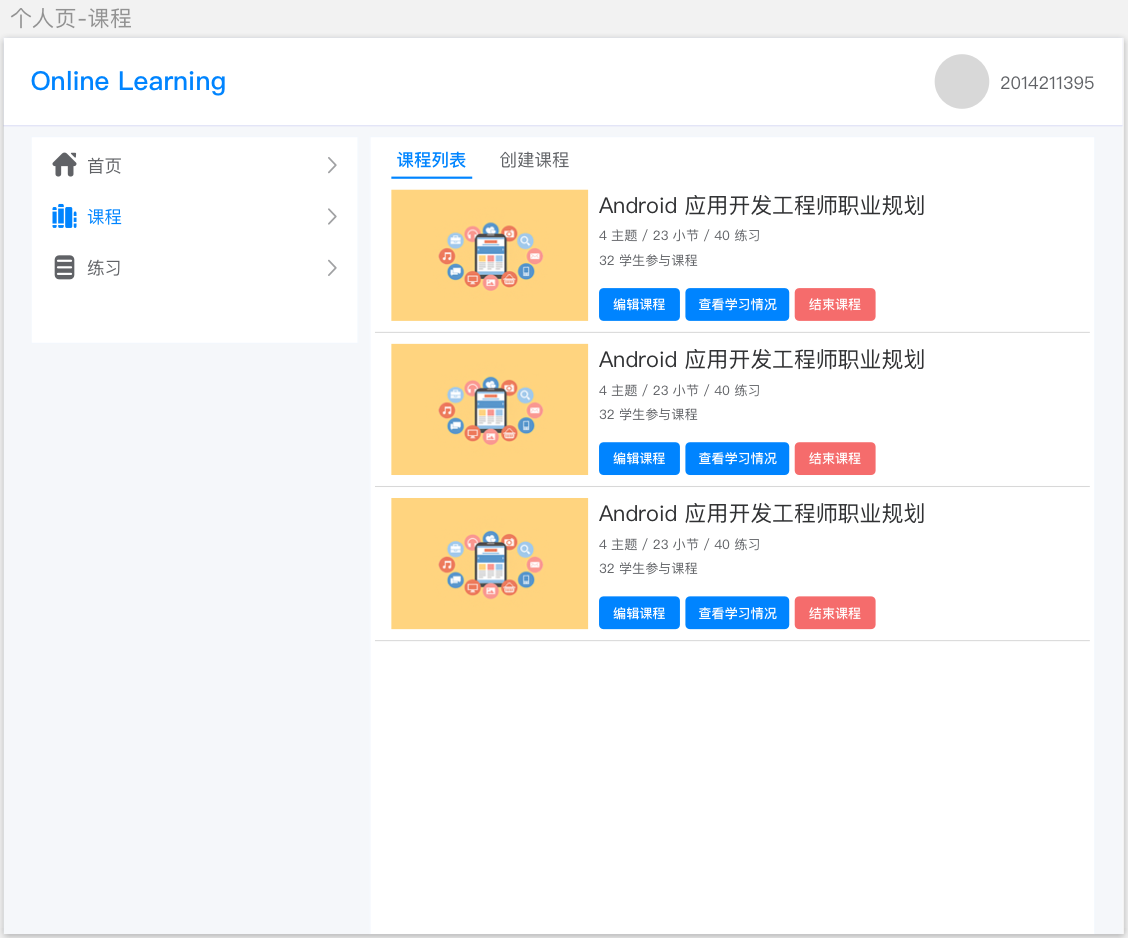 个人页-课程
Online Learning
2014211395
首页
课程
练习
课程列表 创建课程
Android 应用开发工程师职业规划
4 主题 / 23 小节 / 40 练习
32 学生参与课程
编辑课程 查看学习情况 结束课程
Android 应用开发工程师职业规划
4 主题 / 23 小节 / 40 练习
32 学生参与课程
编辑课程 查看学习情况 结束课程
Android 应用开发工程师职业规划
4 主题 / 23 小节 / 40 练习
32 学生参与课程
编辑课程 查看学习情况 结束课程